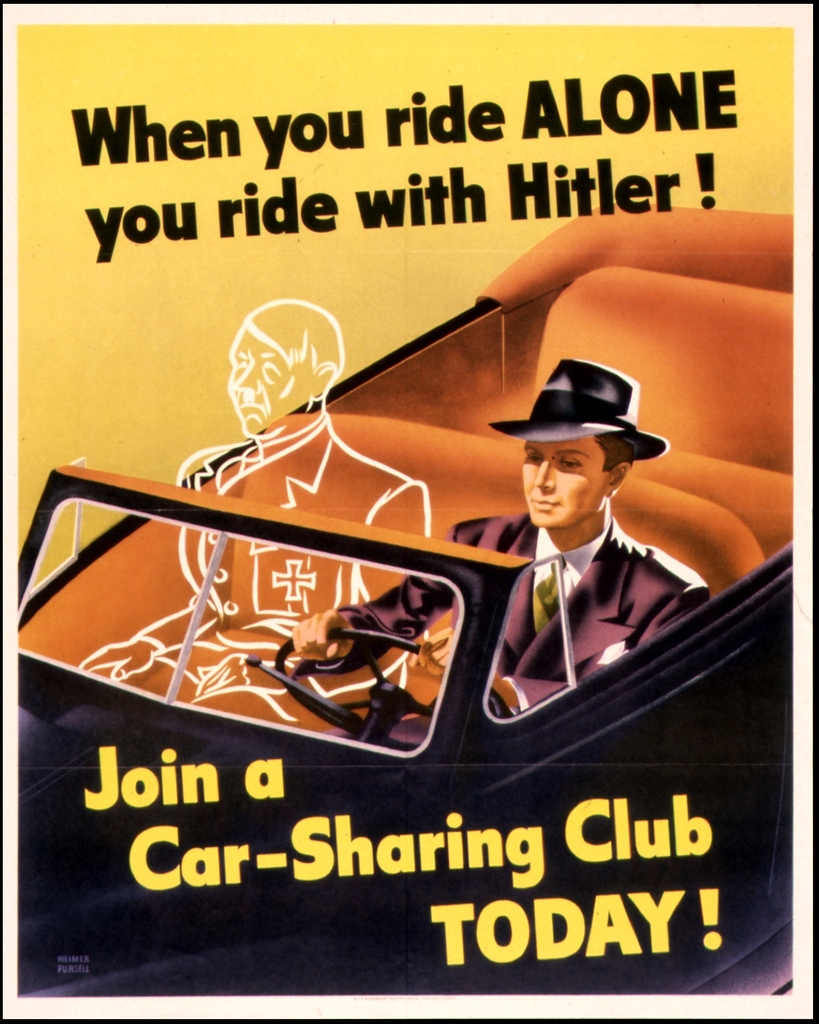 When you ride ALONE
you ride with Hitler !
Join a
Car-Sharing Club
TODAY !
WEIMER
PURSELL